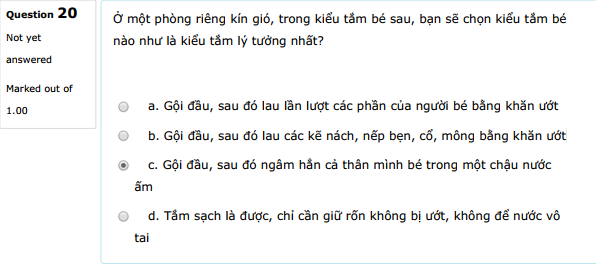 Question 20
Not yet
answered
Marked out of
1.00
Ở một phòng riêng kín gió, trong kiểu tắm bé sau, bạn sẽ chọn kiểu tắm bé
nào như là kiểu tắm lý tưởng nhất?
a. Gội đầu, sau đó lau lần lượt các phần của người bé bằng khăn ướt
b. Gội đầu, sau đó lau các kẽ nách, nếp bẹn, cổ, mông bằng khăn ướt
c. Gội đầu, sau đó ngâm hẳn cả thân mình bé trong một chậu nước
ấm
d. Tắm sạch là được, chỉ cần giữ rốn không bị ướt, không để nước vô
tai